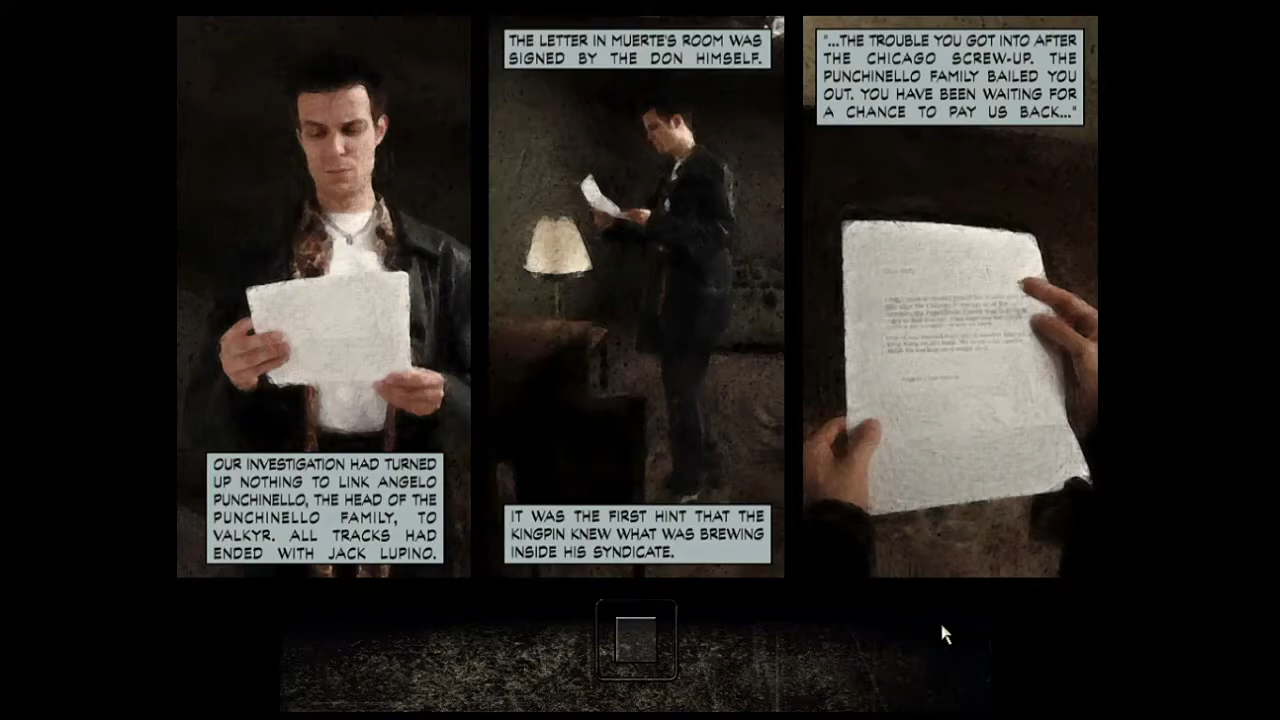 OUR INVESTIGATION HAD TURNED
UP NOTHING TO LINK ANGELO
PUNCHINELLO, THE HEAD OF THE
PUNCHINELLO FAMILY, TO
VALKYR. ALL TRACKS HAD
ENDED WITH JACK LUPINO.
THE LETTER IN MUERTE'S ROOM WAS
SIGNED BY THE DON HIMSELF.
IT WAS THE FIRST HINT THAT THE
KINGPIN KNEW WHAT WAS BREWING
INSIDE HIS SYNDICATE.
"...THE TROUBLE YOU GOT INTO AFTER
THE CHICAGO SCREW-UP. THE
PUNCHINELLO FAMILY BAILED YOU
OUT. YOU HAVE BEEN WAITING FOR
A CHANCE TO PAY US BACK..."